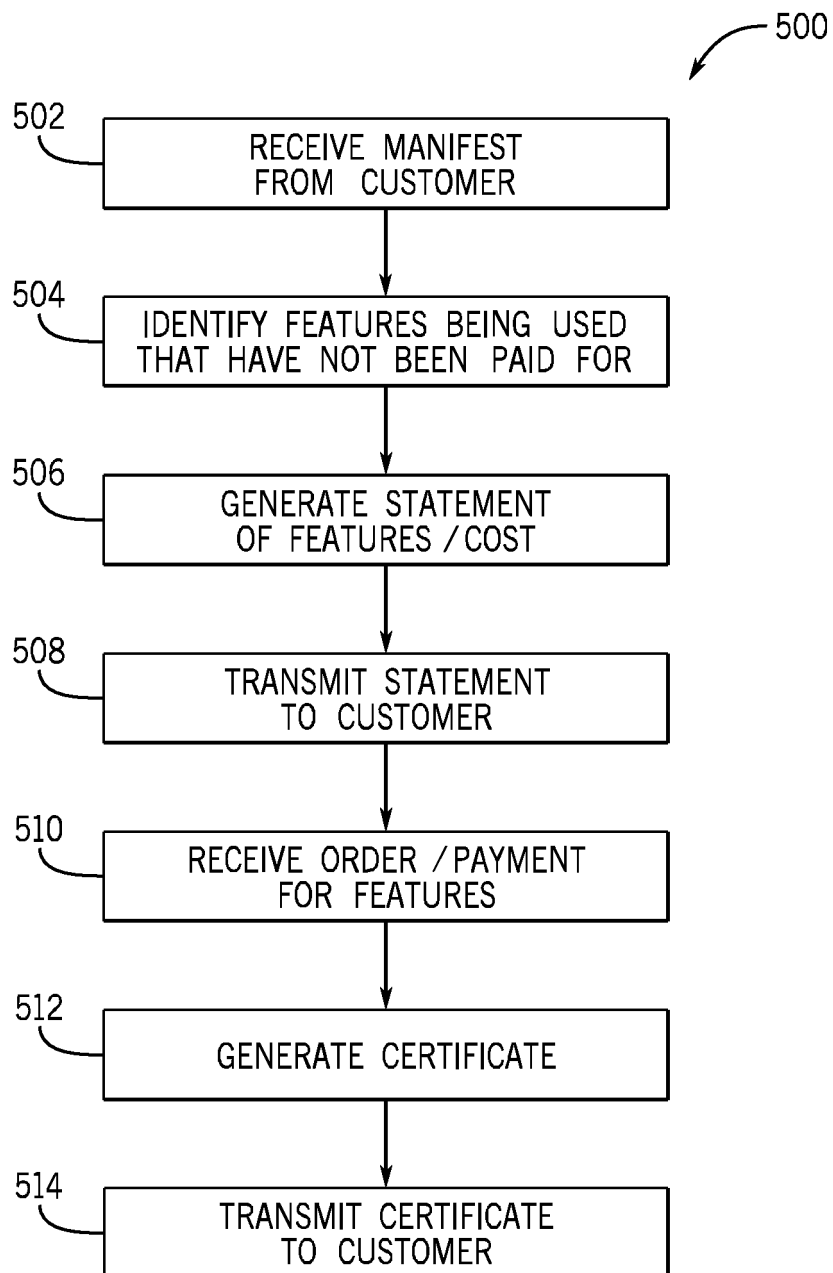 500
502
RECEIVE MANIFEST
FROM CUSTOMER
504
IDENTIFY FEATURES BEING USED
THAT HAVE NOT BEEN PAID FOR
506
GENERATE STATEMENT
OF FEATURES / COST
508
TRANSMIT STATEMENT
TO CUSTOMER
510
RECEIVE ORDER / PAYMENT
FOR FEATURES
512
GENERATE CERTIFICATE
514
TRANSMIT CERTIFICATE
TO CUSTOMER